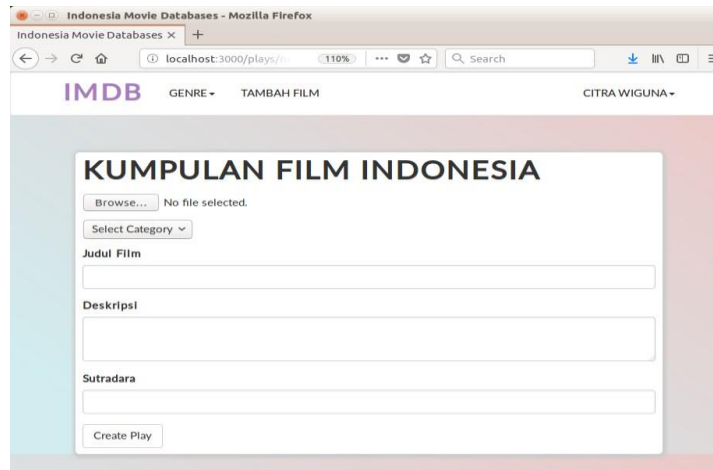 Indonesia Movie Databases - Mozilla Firefox
Indonesia Movie Databases × +
localhost:3000/plays/n 110% Search
IMDB GENRE TAMBAH FILM CITRA WIGUNA
KUMPULAN FILM INDONESIA
Browse... No file selected.
Select Category
Judul Film
Deskripsi
Sutradara
Create Play